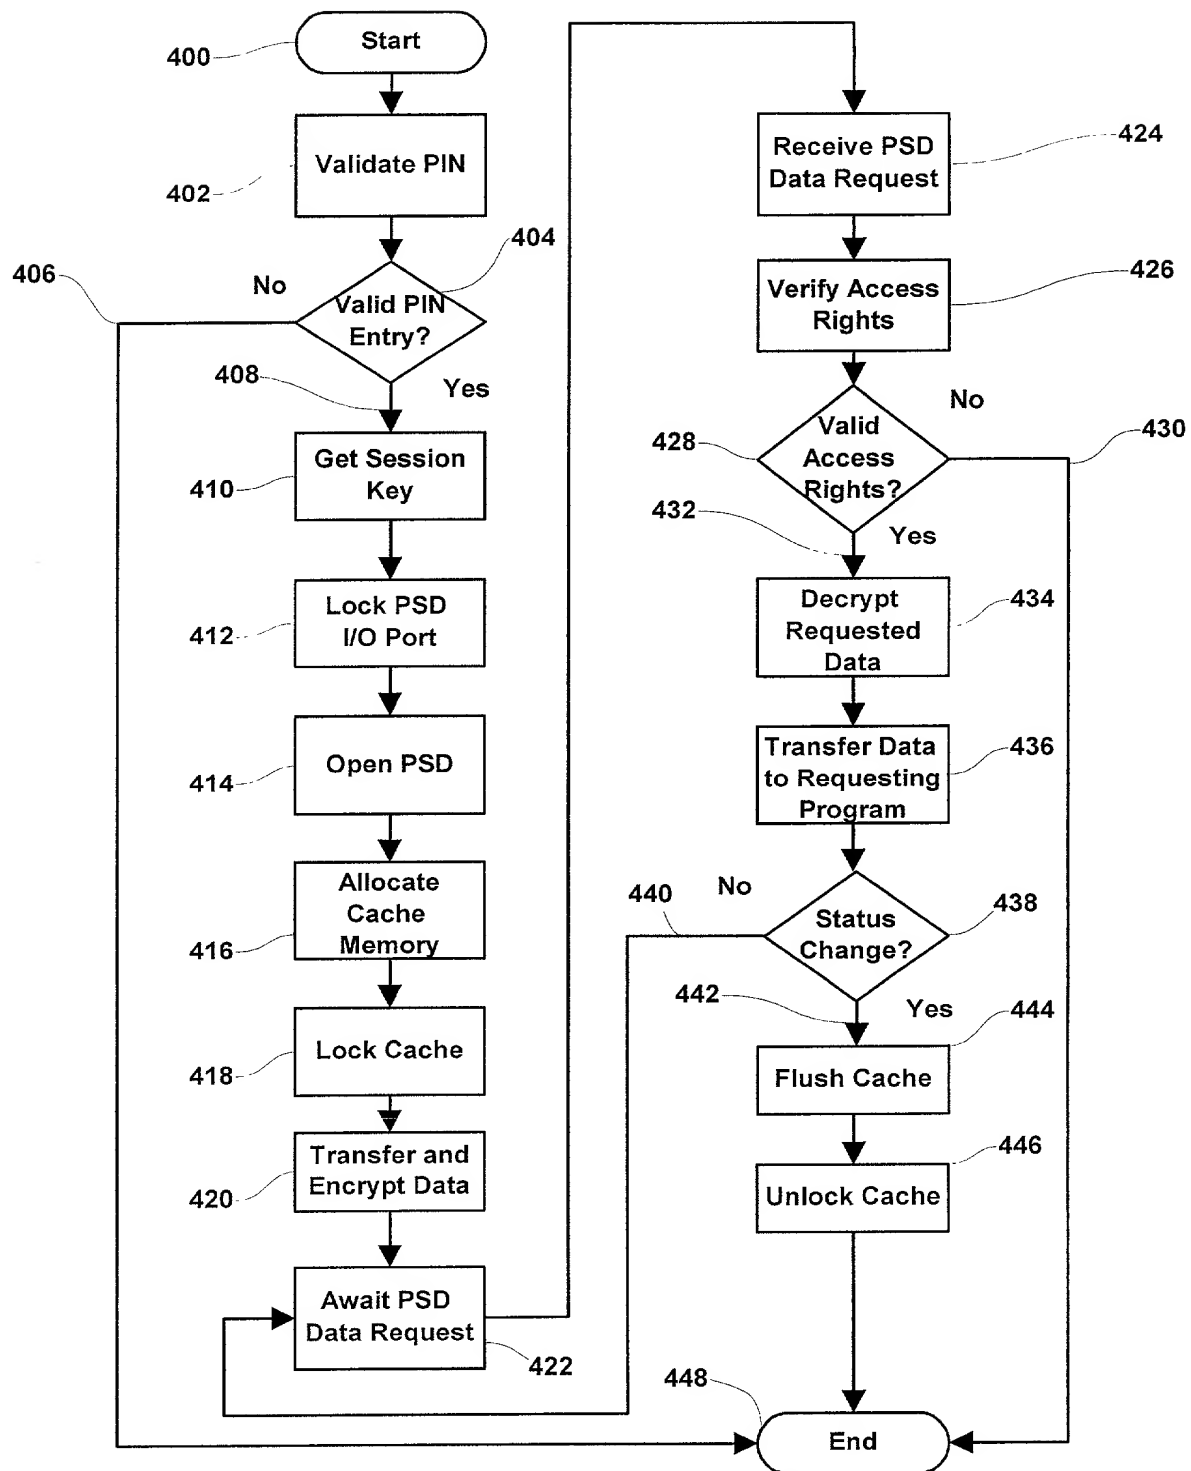 Start
400
Validate PIN
402
404
406
No
Valid PIN
Entry?
408
Yes
Get Session
Key
410
Lock PSD
I/O Port
412
Open PSD
414
Allocate
Cache
Memory
416
Lock Cache
418
Transfer and
Encrypt Data
420
Await PSD
Data Request
422
Receive PSD
Data Request
424
Verify Access
Rights
426
No
Valid
Access
Rights?
428
430
432
Yes
Decrypt
Requested
Data
434
Transfer Data
to Requesting
Program
436
No
440
Status
Change?
438
442
Yes
444
Flush Cache
446
Unlock Cache
448
End